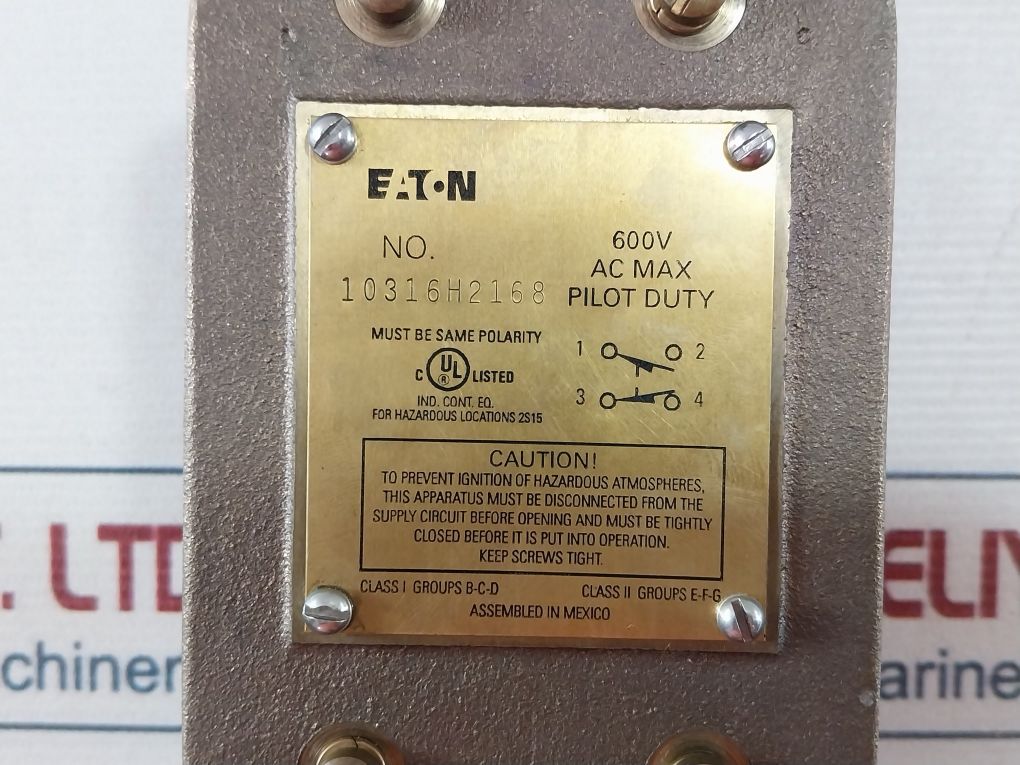 EATON
NO.
10316H2168
600V
AC MAX
PILOT DUTY
MUST BE SAME POLARITY
C UL ® LISTED
IND. CONT. EQ.
FOR HAZARDOUS LOCATIONS 2S15
1 2
3 4
CAUTION!
TO PREVENT IGNITION OF HAZARDOUS ATMOSPHERES,
THIS APPARATUS MUST BE DISCONNECTED FROM THE
SUPPLY CIRCUIT BEFORE OPENING AND MUST BE TIGHTLY
CLOSED BEFORE IT IS PUT INTO OPERATION.
KEEP SCREWS TIGHT.
CLASS I GROUPS B-C-D CLASS II GROUPS E-F-G
ASSEMBLED IN MEXICO
LTD